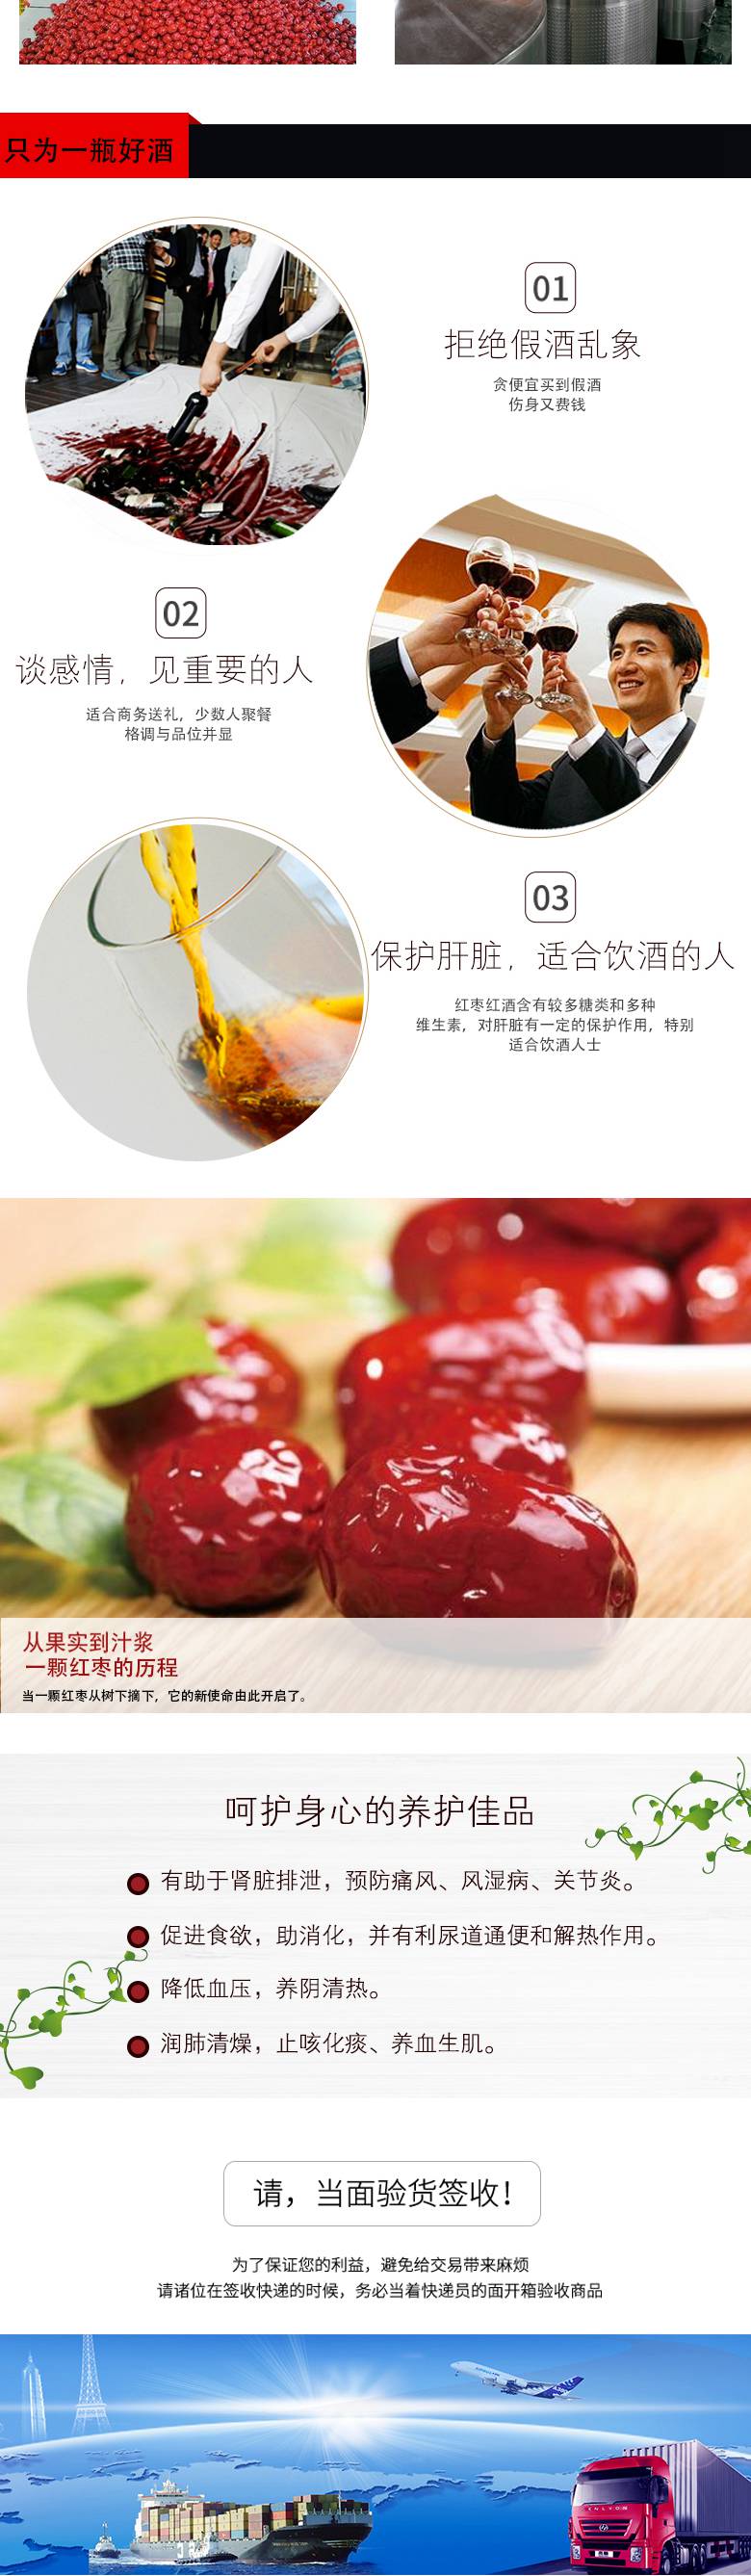 只为一瓶好酒
01
拒绝假酒乱象
贪便宜买到假酒
伤身又费钱
02
谈感情，见重要的人
适合商务送礼，少数人聚餐
格调与品位并显
03
保护肝脏，适合饮酒的人
红枣红酒含有较多糖类和多种
维生素，对肝脏有一定的保护作用，特别
适合饮酒人士
从果实到汁浆
一颗红枣的历程
当一颗红枣从树下摘下，它的新使命由此开启了。
呵护身心的养护佳品
有助于肾脏排泄，预防痛风、风湿病、关节炎。
促进食欲，助消化，并有利尿道通便和解热作用。
降低血压，养阴清热。
润肺清燥，止咳化痰、养血生肌。
请，当面验货签收！
为了保证您的利益，避免给交易带来麻烦
请诸位在签收快递的时候，务必当着快递员的面开箱验收商品